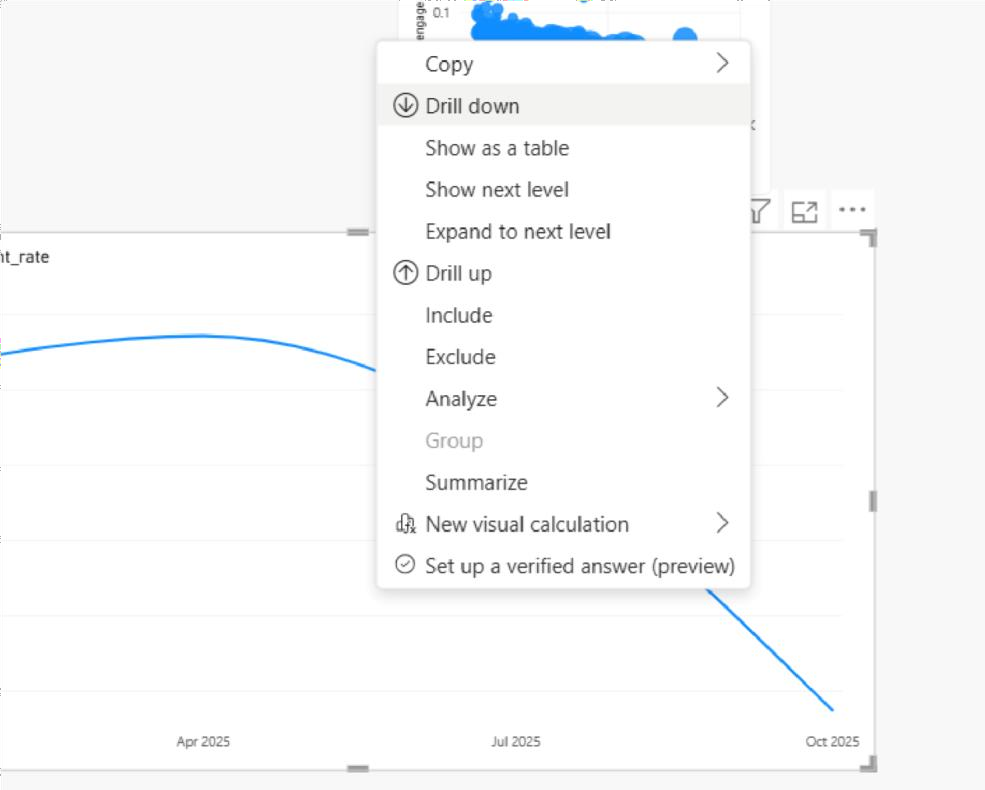 0.1
engage
Copy
Drill down
Show as a table
Show next level
Expand to next level
Drill up
Include
Exclude
Analyze
Group
Summarize
New visual calculation
Set up a verified answer (preview)
nt_rate
Apr 2025
Jul 2025
Oct 2025